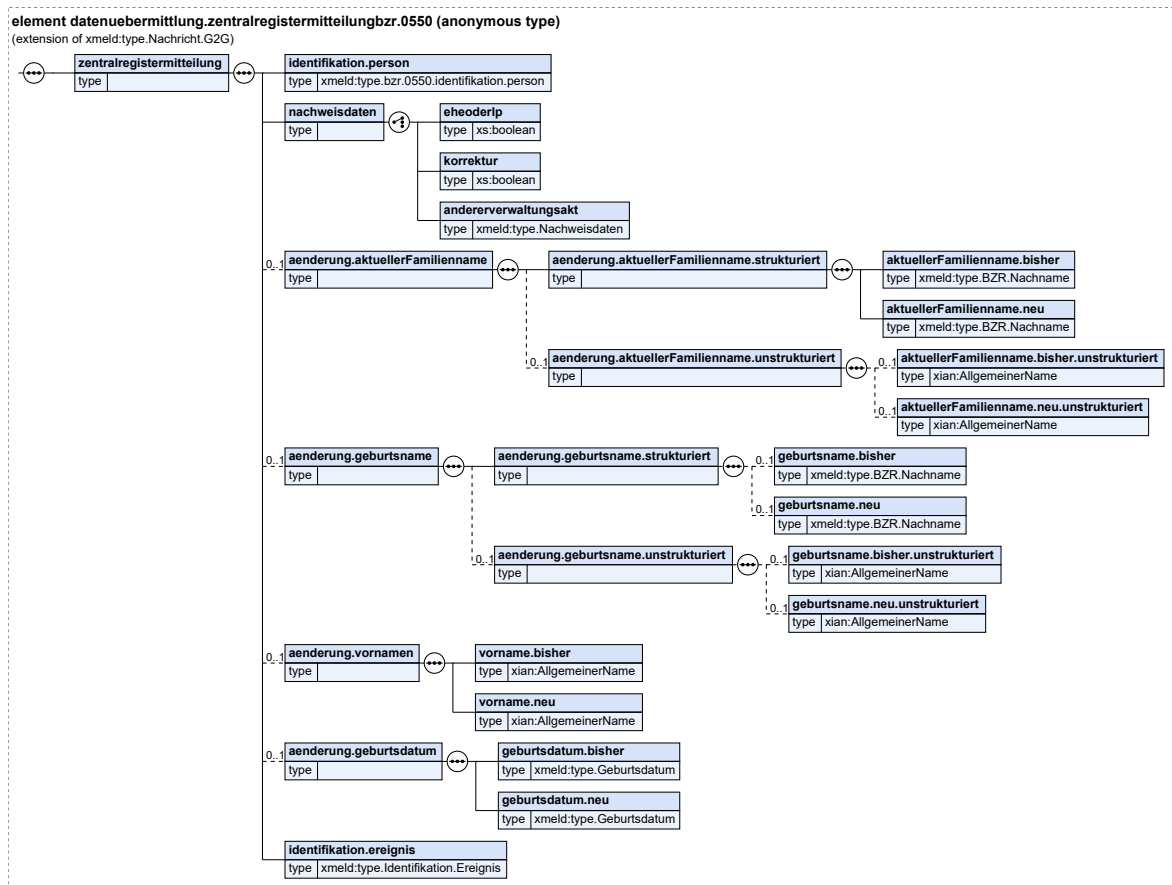 element datenuebermittlung.zentralregistermitteilungbzr.0550 (anonymous type)
(extension of xmeld:type.Nachricht.G2G)
zentralregistermitteilung
type
identifikation.person
type xmeld:type.bzr.0550.identifikation.person
nachweisdaten
type
eheoderlp
type xs:boolean
korrektur
type xs:boolean
andererverwaltungsakt
type xmeld:type.Nachweisdaten
0..1
aenderung.aktuellerFamilienname
type
aenderung.aktuellerFamilienname.strukturiert
type
aktuellerFamilienname.bisher
type xmeld:type.BZR.Nachname
aktuellerFamilienname.neu
type xmeld:type.BZR.Nachname
0..1
aenderung.aktuellerFamilienname.unstrukturiert
type
0..1
aktuellerFamilienname.bisher.unstrukturiert
type xian:AllgemeinerName
0..1
aktuellerFamilienname.neu.unstrukturiert
type xian:AllgemeinerName
0..1
aenderung.geburtsname
type
aenderung.geburtsname.strukturiert
type
0..1
geburtsname.bisher
type xmeld:type.BZR.Nachname
0..1
geburtsname.neu
type xmeld:type.BZR.Nachname
0..1
aenderung.geburtsname.unstrukturiert
type
0..1
geburtsname.bisher.unstrukturiert
type xian:AllgemeinerName
0..1
geburtsname.neu.unstrukturiert
type xian:AllgemeinerName
0..1
aenderung.vornamen
type
vorname.bisher
type xian:AllgemeinerName
vorname.neu
type xian:AllgemeinerName
0..1
aenderung.geburtsdatum
type
geburtsdatum.bisher
type xmeld:type.Geburtsdatum
geburtsdatum.neu
type xmeld:type.Geburtsdatum
identifikation.ereignis
type xmeld:type.Identifikation.Ereignis